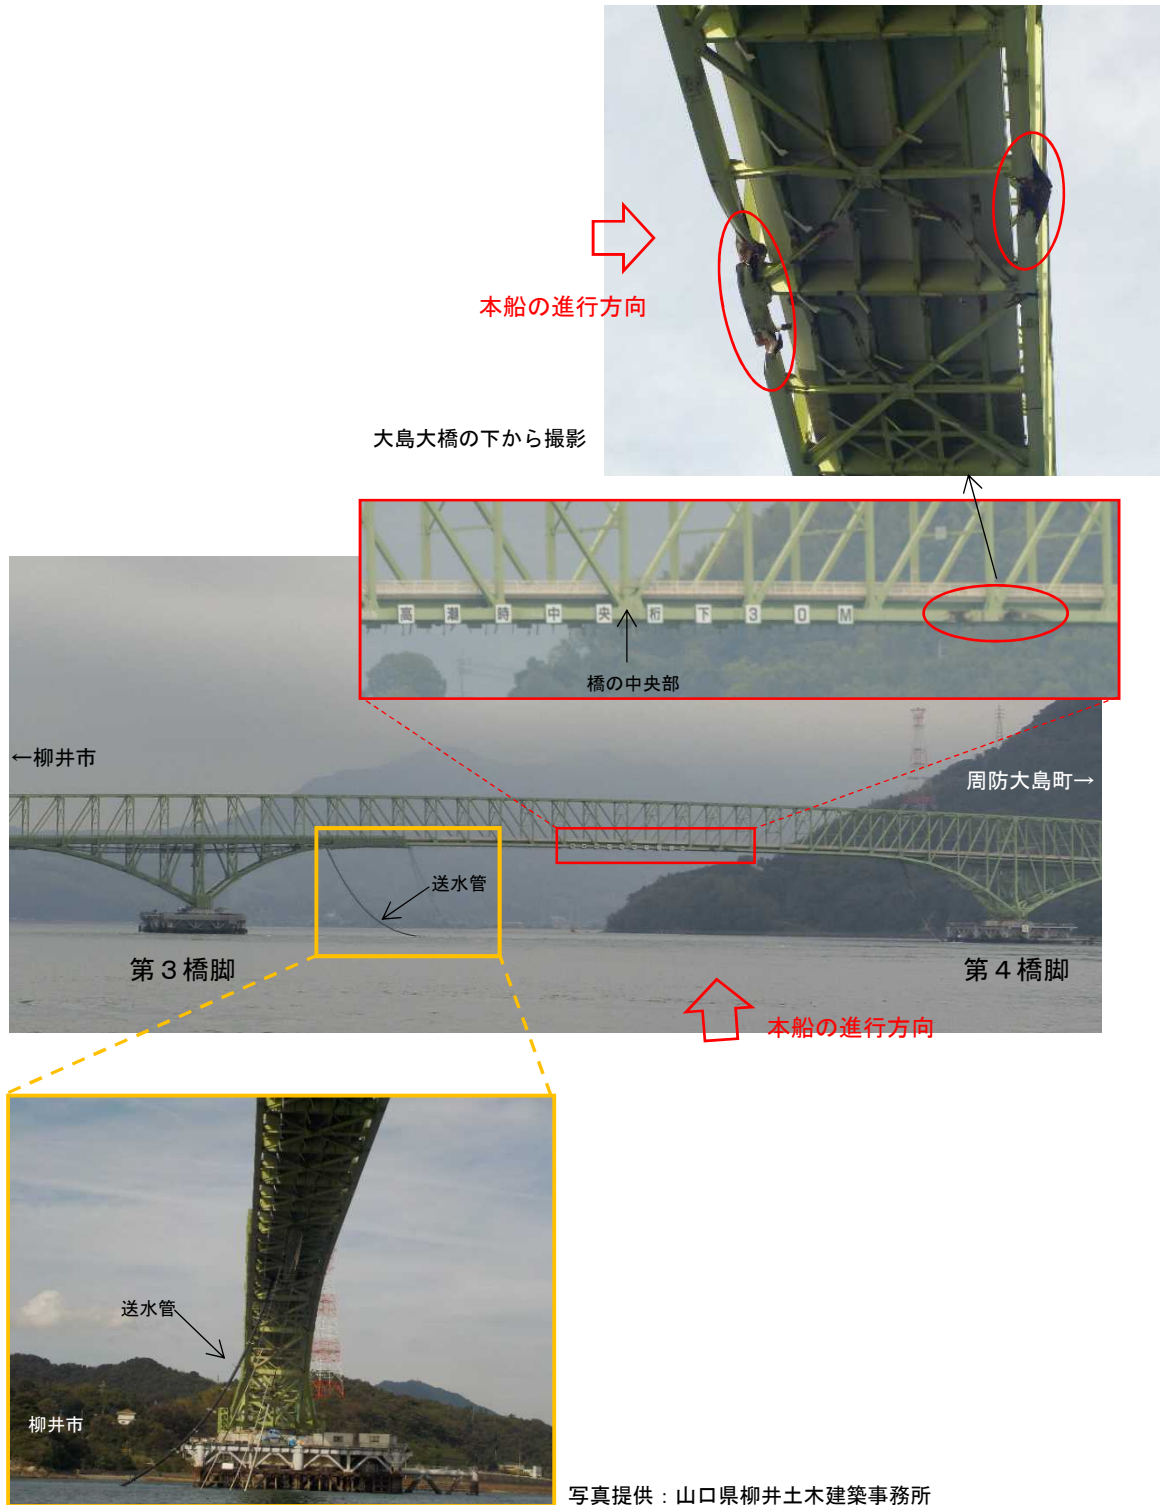 本船の進行方向
大島大橋の下から撮影
高潮時中央桁下30M
橋の中央部
←柳井市
周防大島町→
送水管
第3橋脚
第4橋脚
本船の進行方向
送水管
柳井市
写真提供：山口県柳井土木建築事務所